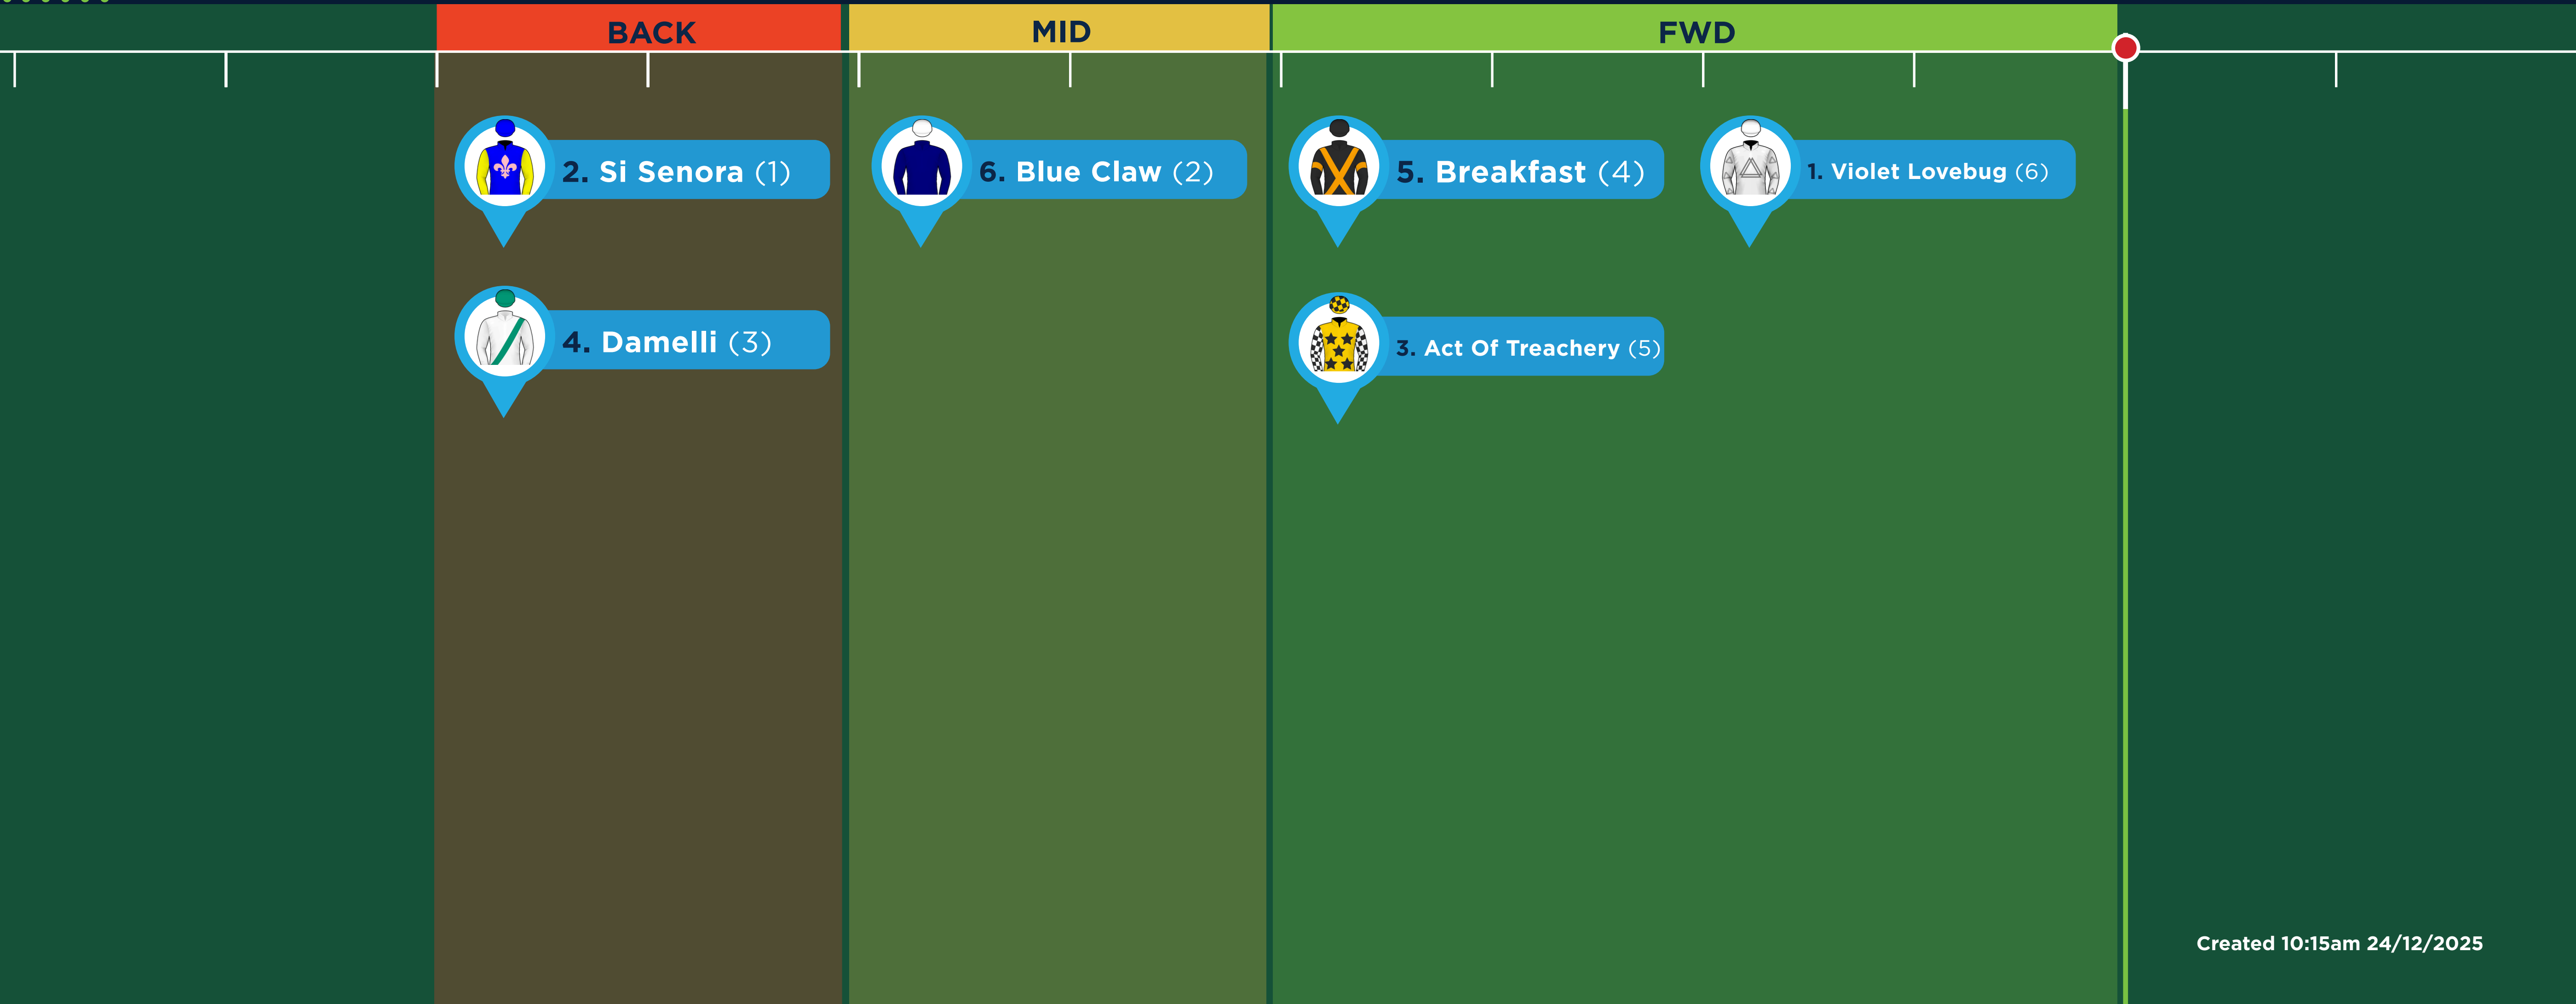 BACK
MID
FWD
2. Si Senora (1)
6. Blue Claw (2)
5. Breakfast (4)
1. Violet Lovebug (6)
4. Damelli (3)
3. Act Of Treachery (5)
Created 10:15am 24/12/2025